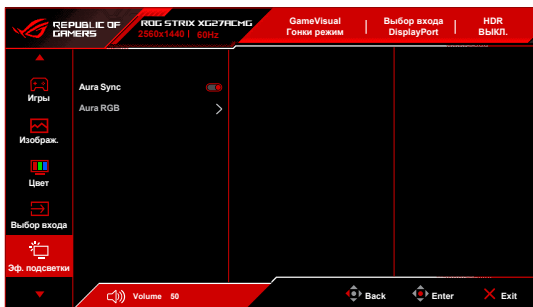 REPUBLIC OF
GAMERS
ROG STRIX XG27ACMG
2560x1440 | 60Hz
GameVisual
Гонки режим
Выбор входа
DisplayPort
HDR
ВЫКЛ.
Игры
Изображ.
Цвет
Выбор входа
Эф. подсветки
Aura Sync
Aura RGB
Volume 50
Back
Enter
Exit